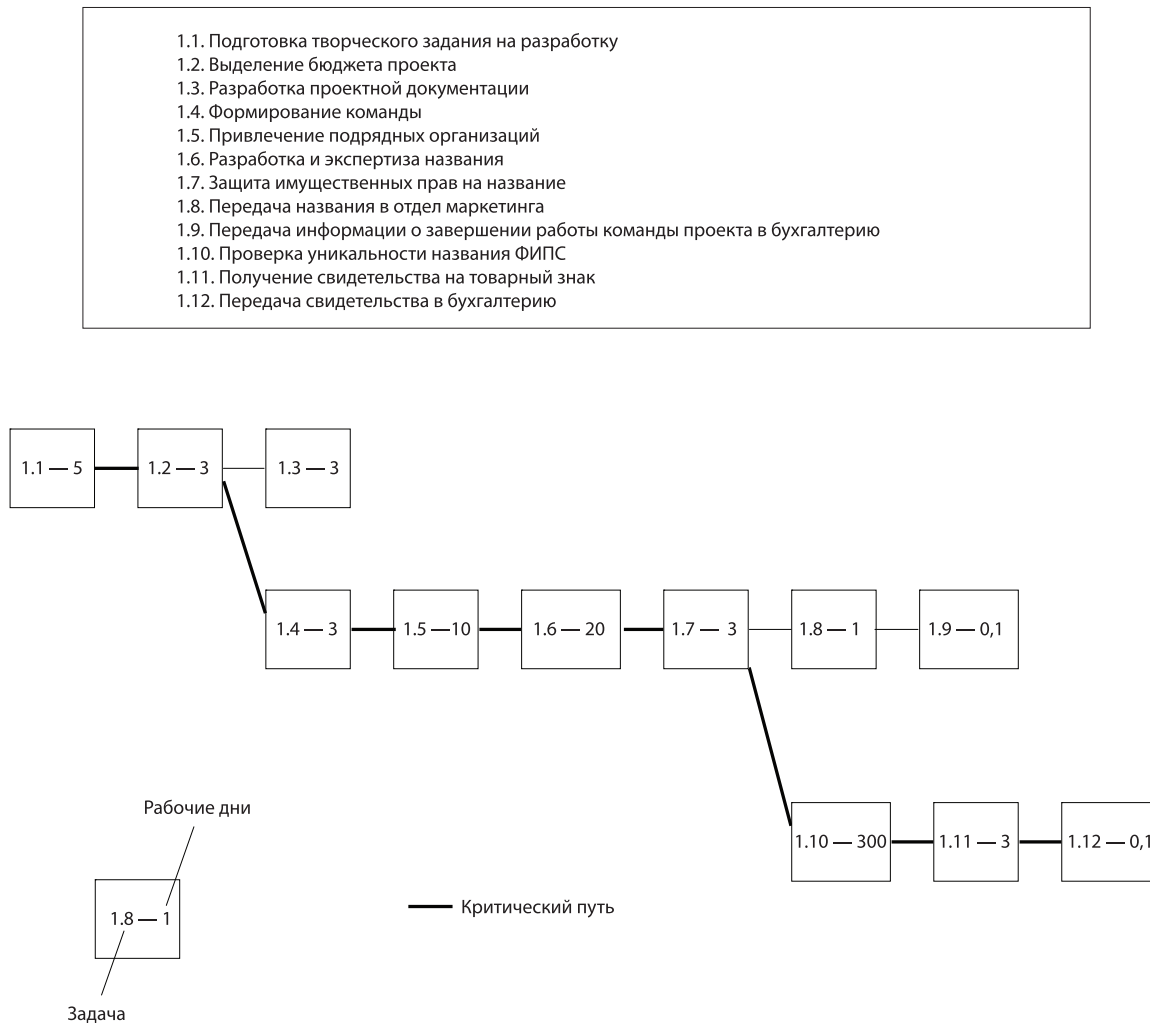 1.1. Подготовка творческого задания на разработку
1.2. Выделение бюджета проекта
1.3. Разработка проектной документации
1.4. Формирование команды
1.5. Привлечение подрядных организаций
1.6. Разработка и экспертиза названия
1.7. Защита имущественных прав на название
1.8. Передача названия в отдел маркетинга
1.9. Передача информации о завершении работы команды проекта в бухгалтерию
1.10. Проверка уникальности названия ФИПС
1.11. Получение свидетельства на товарный знак
1.12. Передача свидетельства в бухгалтерию
1.1 — 5
1.2 — 3
1.3 — 3
1.4 — 3
1.5 —10
1.6 — 20
1.7 — 3
1.8 — 1
1.9 — 0,1
1.10 — 300
1.11 — 3
1.12 — 0,1
Рабочие дни
1.8 — 1
Критический путь
Задача